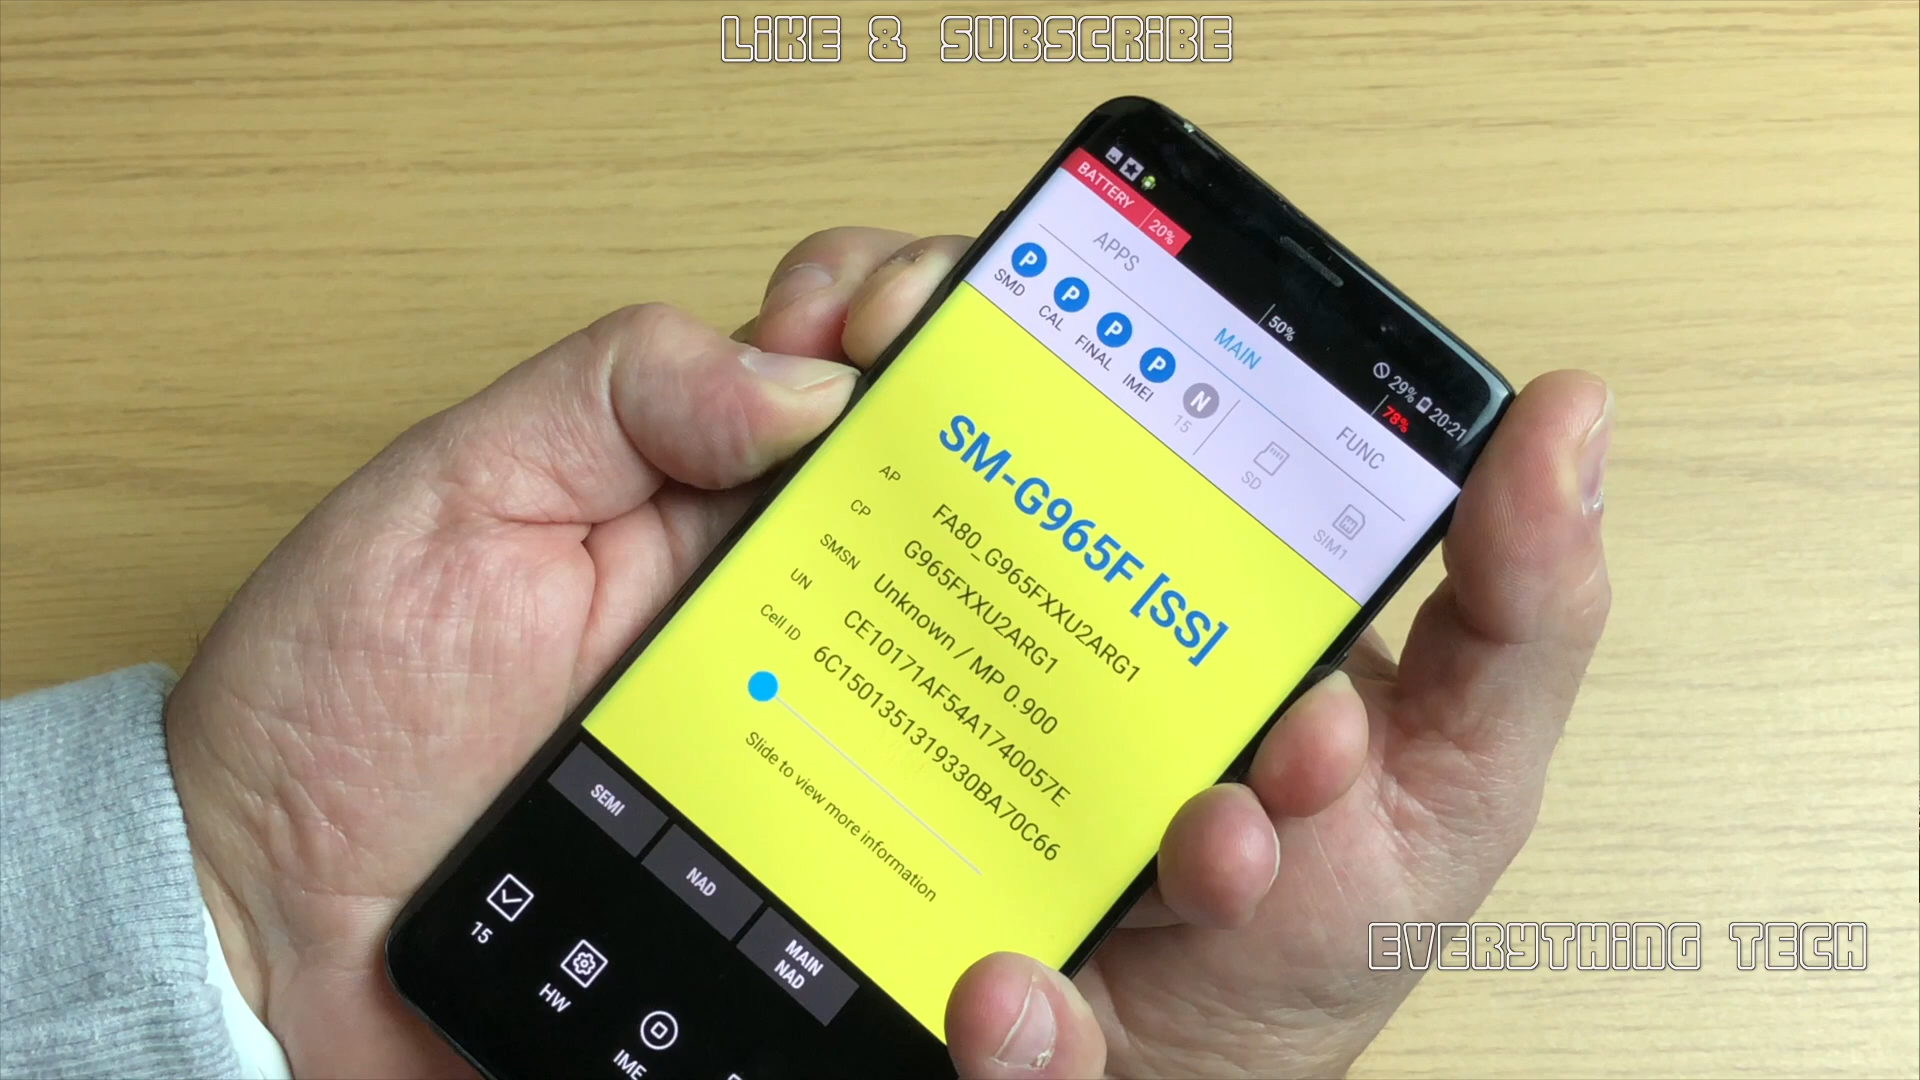 LiKE & SUBSCRiBE
BATTERY 20%
50%
29% 20:21
78%
APPS
MAIN
FUNC
P P P P N
SMD CAL FINAL IMEI 15 SD SIM1
SM-G965F [SS]
AP FA80_G965FXXU2ARG1
CP G965FXXU2ARG1
SMSN Unknown / MP 0.900
UN CE10171AF54A1740057E
Cell ID 6C1501351319330BA70C66
Slide to view more information
SEMI
NAD
MAIN
NAD
15
HW
IME
EVERYTHiNG TECH